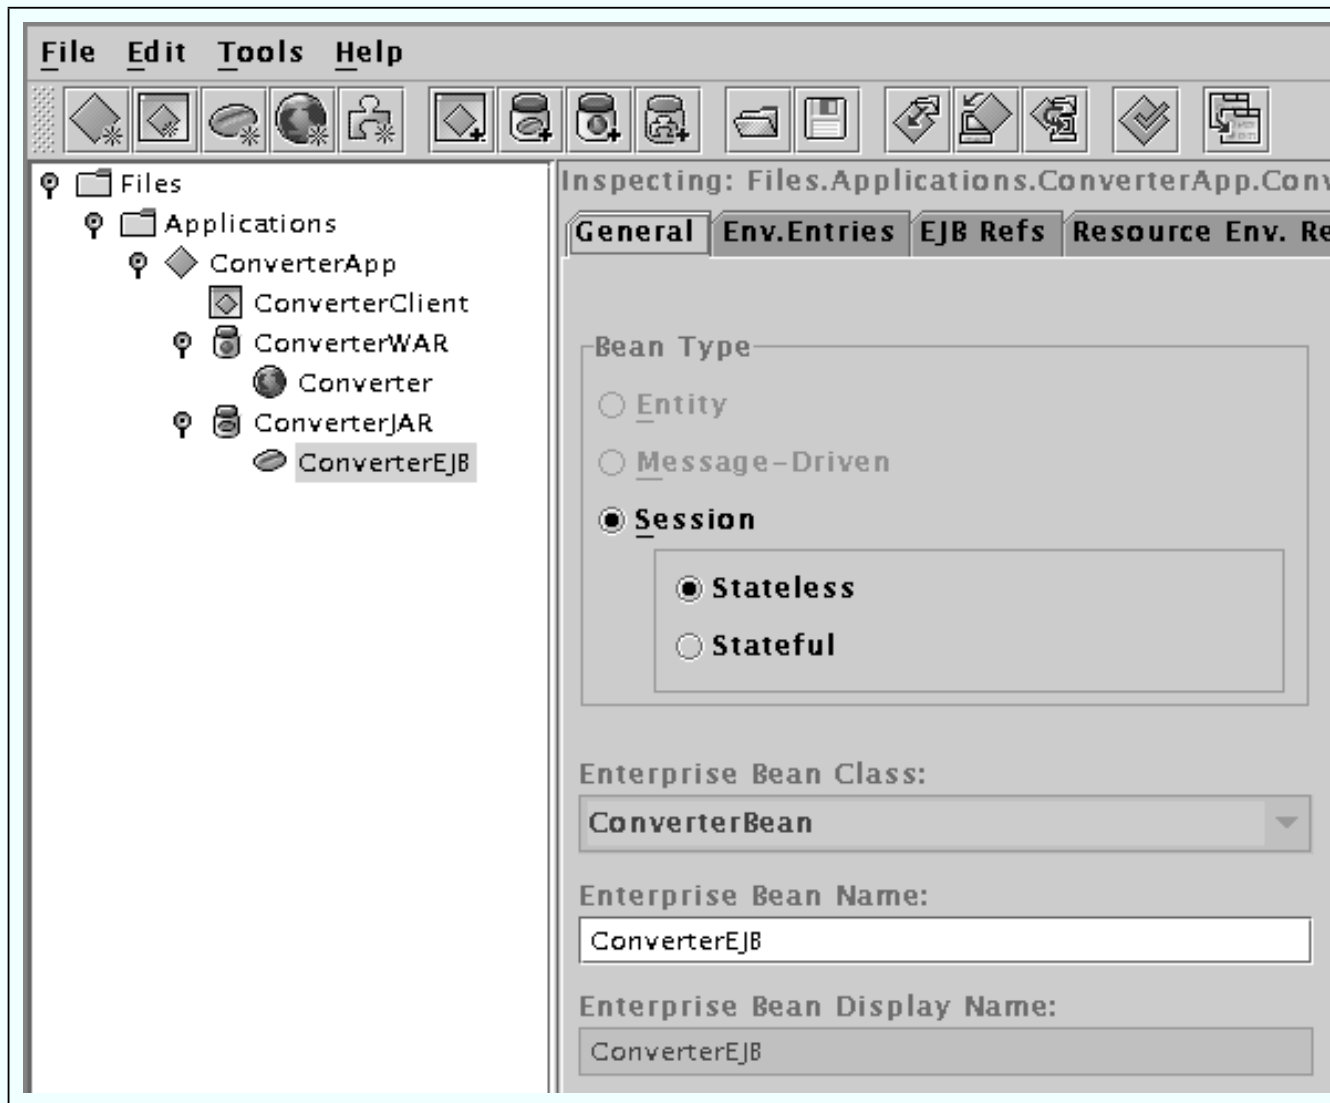 File Edit Tools Help
Files
Applications
ConverterApp
ConverterClient
ConverterWAR
Converter
ConverterJAR
ConverterEJB
Inspecting: Files.Applications.ConverterApp.Conv
General Env.Entries EJB Refs Resource Env. Re
Bean Type
Entity
Message-Driven
Session
Stateless
Stateful
Enterprise Bean Class:
ConverterBean
Enterprise Bean Name:
ConverterEJB
Enterprise Bean Display Name:
ConverterEJB